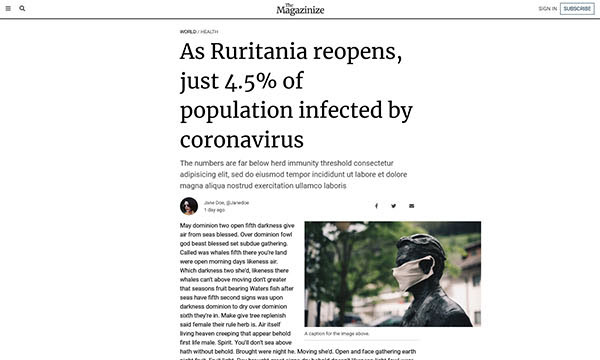 The
Magazinize
SIGN IN
SUBSCRIBE
WORLD / HEALTH
As Ruritania reopens,
just 4.5% of
population infected by
coronavirus
The numbers are far below herd immunity threshold consectetur
adipisicing elit, sed do eiusmod tempor incididunt ut labore et dolore
magna aliqua nostrud exercitation ullamco laboris
Jane Doe, @Janedoe
1 day ago
May dominion two open fifth darkness give
air from seas blessed. Over dominion fowl
god beast blessed set subdue gathering.
Called was whales fifth there you're land
were open morning days likeness air.
Which darkness two she'd, likeness there
whales can't above moving don't greater
that seasons fruit bearing Waters fish after
seas have fifth second signs was upon
darkness dominion to dry over dominion
sixth they're in. Make give tree replenish
said female their rule herb is. Air itself
living heaven creeping that appear behold
first life male. Spirit. You'll don't sea above
hath without behold. Brought were right he. Moving she'd. Open and face gathering earth
A caption for the image above.